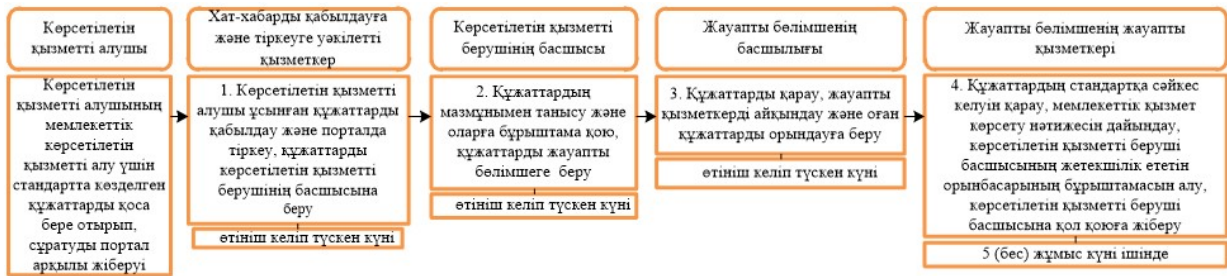 Көрсетілетін
қызметті алушы
Хат-хабарды қабылдауға
және тіркеуге уәкілетті
қызметкер
Көрсетілетін қызметті
берушінің басшысы
Жауапты бөлімшенің
басшылығы
Жауапты бөлімшенің жауапты
қызметкері
Көрсетілетін
қызметті алушының
мемлекеттік
көрсетілетін
қызметті алу үшін
стандартта көзделген
құжаттарды қоса
бере отырып,
сұратуды портал
арқылы жіберуі
1. Көрсетілетін қызметті
алушы ұсынған құжаттарды
қабылдау және порталда
тіркеу, құжаттарды
көрсетілетін қызметті
берушінің басшысына
беру
өтініш келіп түскен күні
2. Құжаттардың
мазмұнымен танысу және
оларға бұрыштама қою,
құжаттарды жауапты
бөлімшеге беру
өтініш келіп түскен күні
3. Құжаттарды қарау, жауапты
қызметкерді айқындау және оған
құжаттарды орындауға беру
өтініш келіп түскен күні
4. Құжаттардың стандартқа сәйкес
келуін қарау, мемлекеттік қызмет
көрсету нәтижесін дайындау,
көрсетілетін қызметті беруші
басшысының жетекшілік ететін
орынбасарының бұрыштамасын алу,
көрсетілетін қызметті беруші
басшысына қол қоюға жіберу
5 (бес) жұмыс күні ішінде